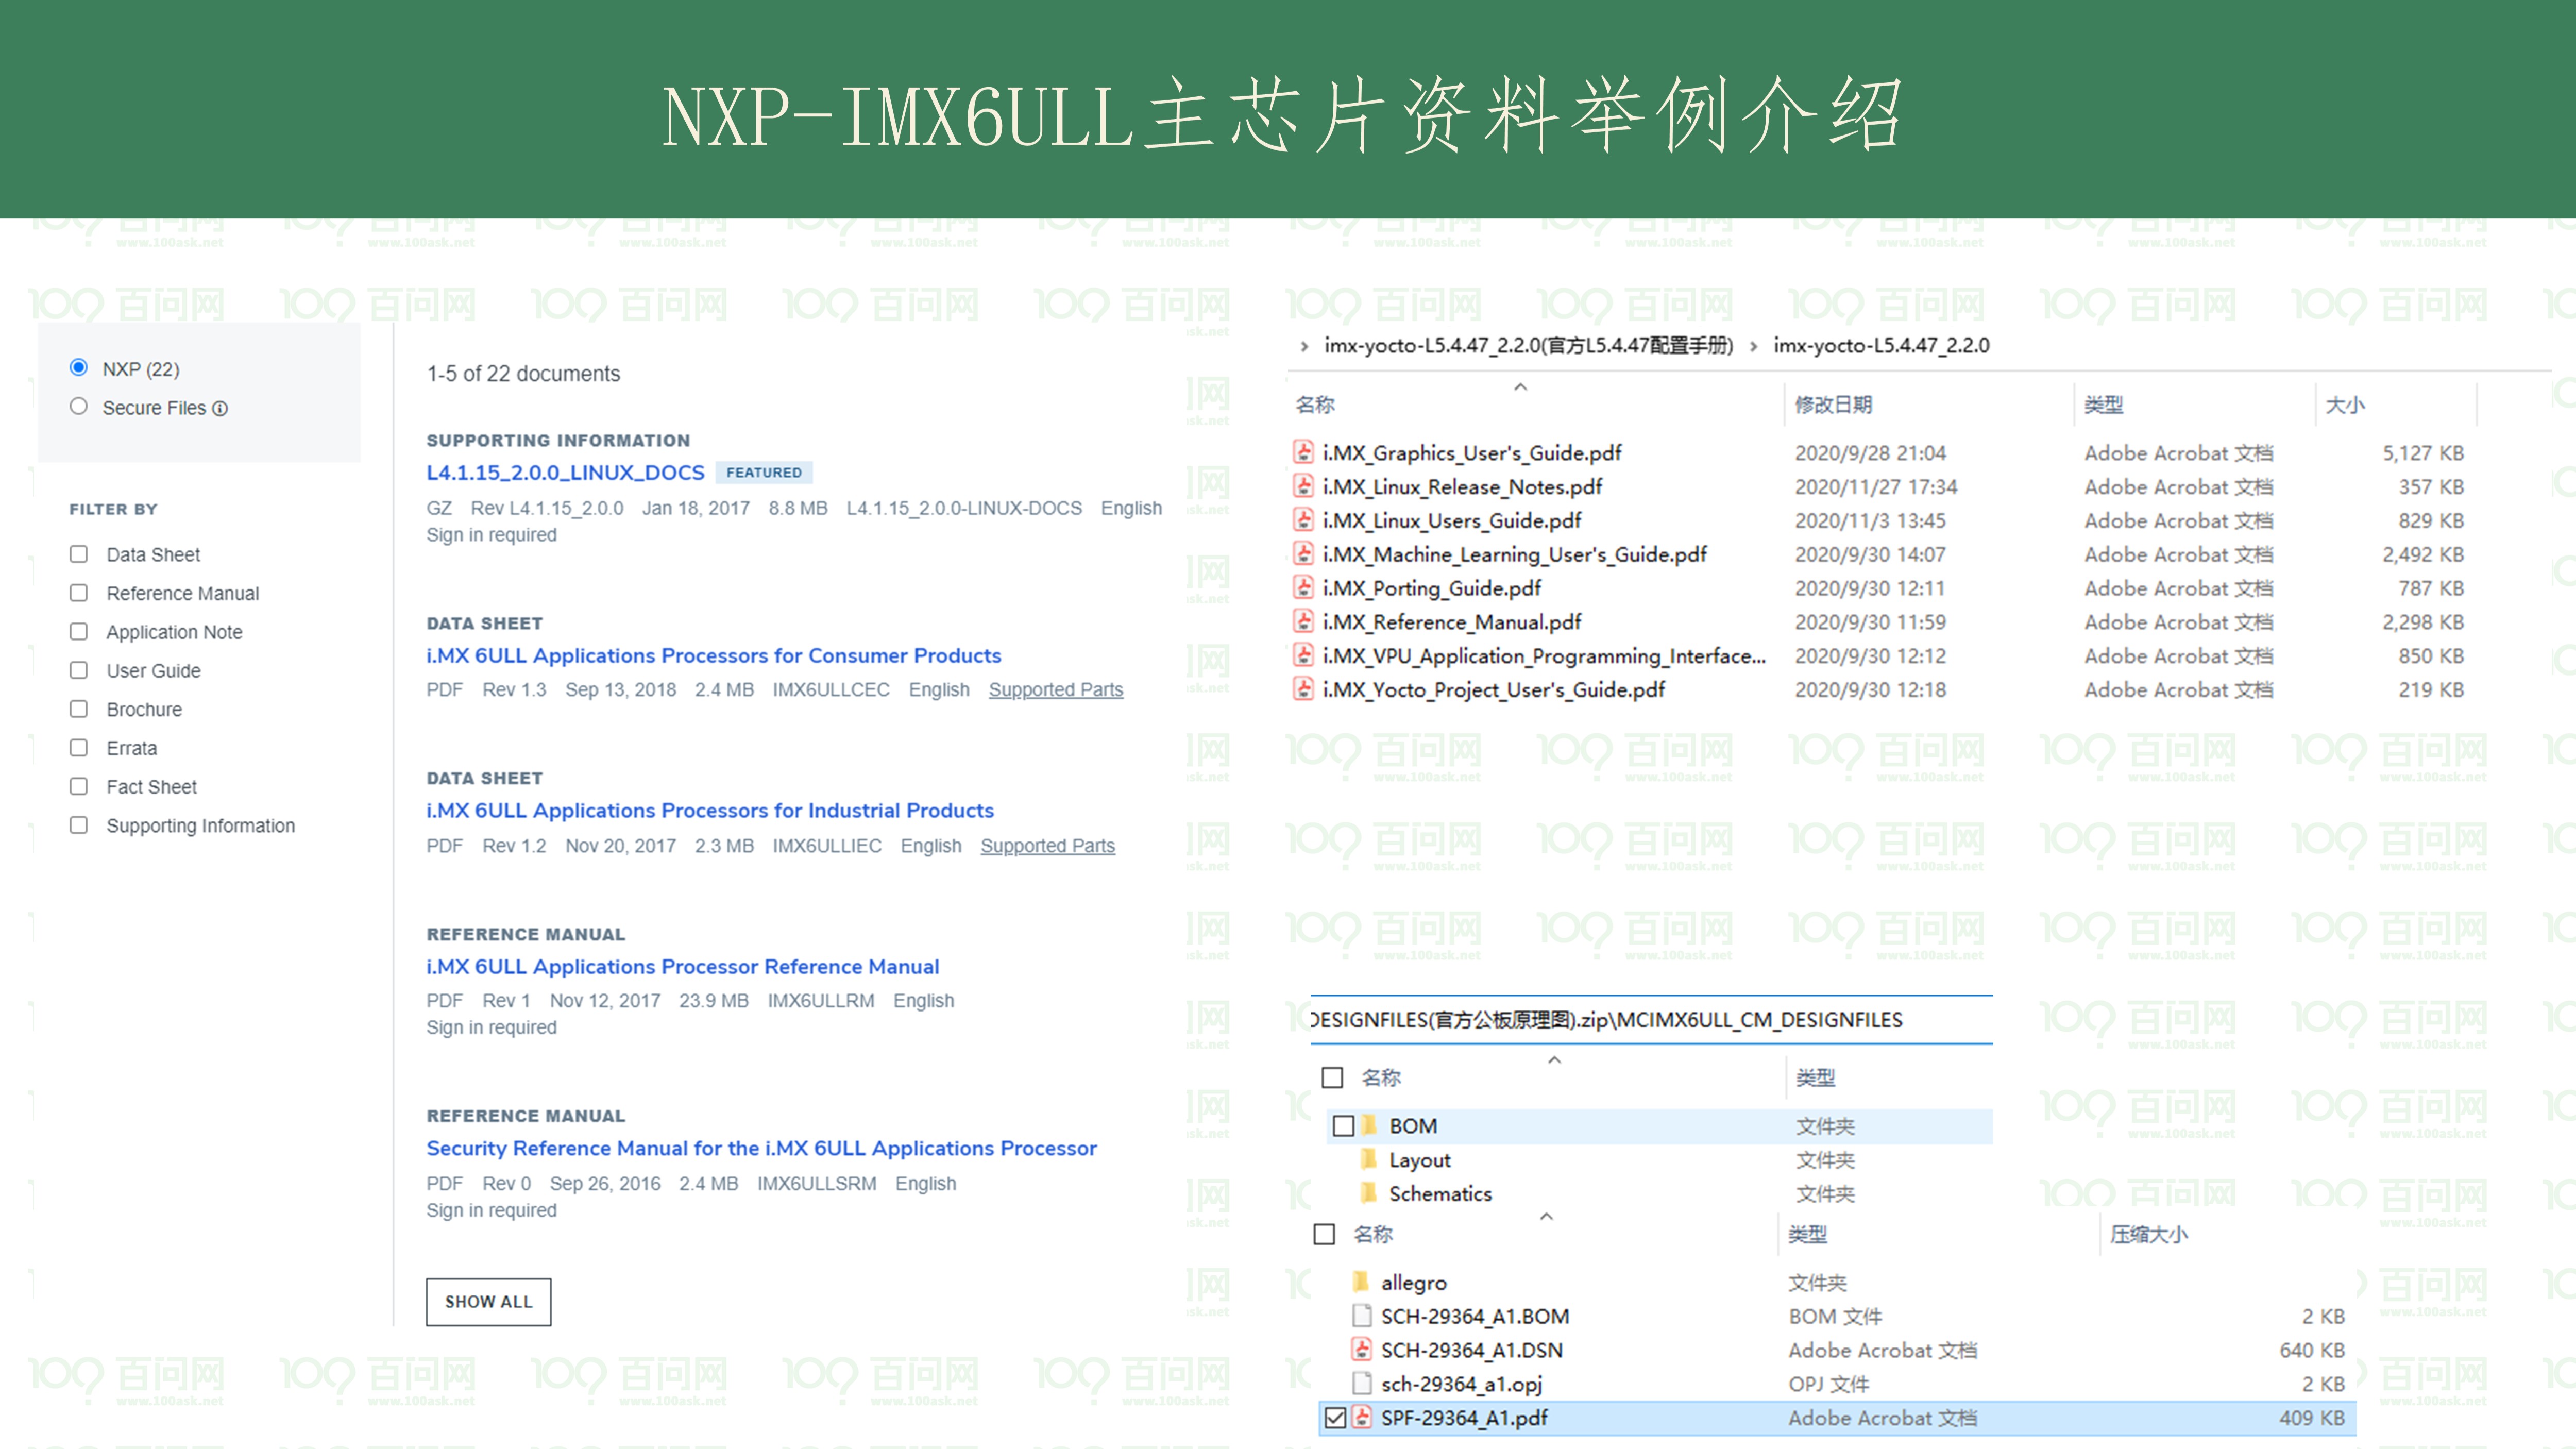 NXP-IMX6ULL主芯片资料举例介绍
NXP (22)
Secure Files
FILTER BY
Data Sheet
Reference Manual
Application Note
User Guide
Brochure
Errata
Fact Sheet
Supporting Information
1-5 of 22 documents
SUPPORTING INFORMATION
L4.1.15_2.0.0_LINUX_DOCS FEATURED
GZ Rev L4.1.15_2.0.0 Jan 18, 2017 8.8 MB L4.1.15_2.0.0-LINUX-DOCS English
Sign in required
DATA SHEET
i.MX 6ULL Applications Processors for Consumer Products
PDF Rev 1.3 Sep 13, 2018 2.4 MB IMX6ULLCEC English Supported Parts
DATA SHEET
i.MX 6ULL Applications Processors for Industrial Products
PDF Rev 1.2 Nov 20, 2017 2.3 MB IMX6ULLIEC English Supported Parts
REFERENCE MANUAL
i.MX 6ULL Applications Processor Reference Manual
PDF Rev 1 Nov 12, 2017 23.9 MB IMX6ULLRM English
Sign in required
REFERENCE MANUAL
Security Reference Manual for the i.MX 6ULL Applications Processor
PDF Rev 0 Sep 26, 2016 2.4 MB IMX6ULLSRM English
Sign in required
SHOW ALL
› imx-yocto-L5.4.47_2.2.0(官方L5.4.47配置手册) › imx-yocto-L5.4.47_2.2.0
名称 修改日期 类型 大小
i.MX_Graphics_User's_Guide.pdf 2020/9/28 21:04 Adobe Acrobat 文档 5,127 KB
i.MX_Linux_Release_Notes.pdf 2020/11/27 17:34 Adobe Acrobat 文档 357 KB
i.MX_Linux_Users_Guide.pdf 2020/11/3 13:45 Adobe Acrobat 文档 829 KB
i.MX_Machine_Learning_User's_Guide.pdf 2020/9/30 14:07 Adobe Acrobat 文档 2,492 KB
i.MX_Porting_Guide.pdf 2020/9/30 12:11 Adobe Acrobat 文档 787 KB
i.MX_Reference_Manual.pdf 2020/9/30 11:59 Adobe Acrobat 文档 2,298 KB
i.MX_VPU_Application_Programming_Interface... 2020/9/30 12:12 Adobe Acrobat 文档 850 KB
i.MX_Yocto_Project_User's_Guide.pdf 2020/9/30 12:18 Adobe Acrobat 文档 219 KB
DESIGNFILES(官方公板原理图).zip\MCIMX6ULL_CM_DESIGNFILES
名称 类型
BOM 文件夹
Layout 文件夹
Schematics 文件夹
名称 类型 压缩大小
allegro 文件夹
SCH-29364_A1.BOM BOM 文件 2 KB
SCH-29364_A1.DSN Adobe Acrobat 文档 640 KB
sch-29364_a1.opj OPJ 文件 2 KB
SPF-29364_A1.pdf Adobe Acrobat 文档 409 KB
百问网
www.100ask.net